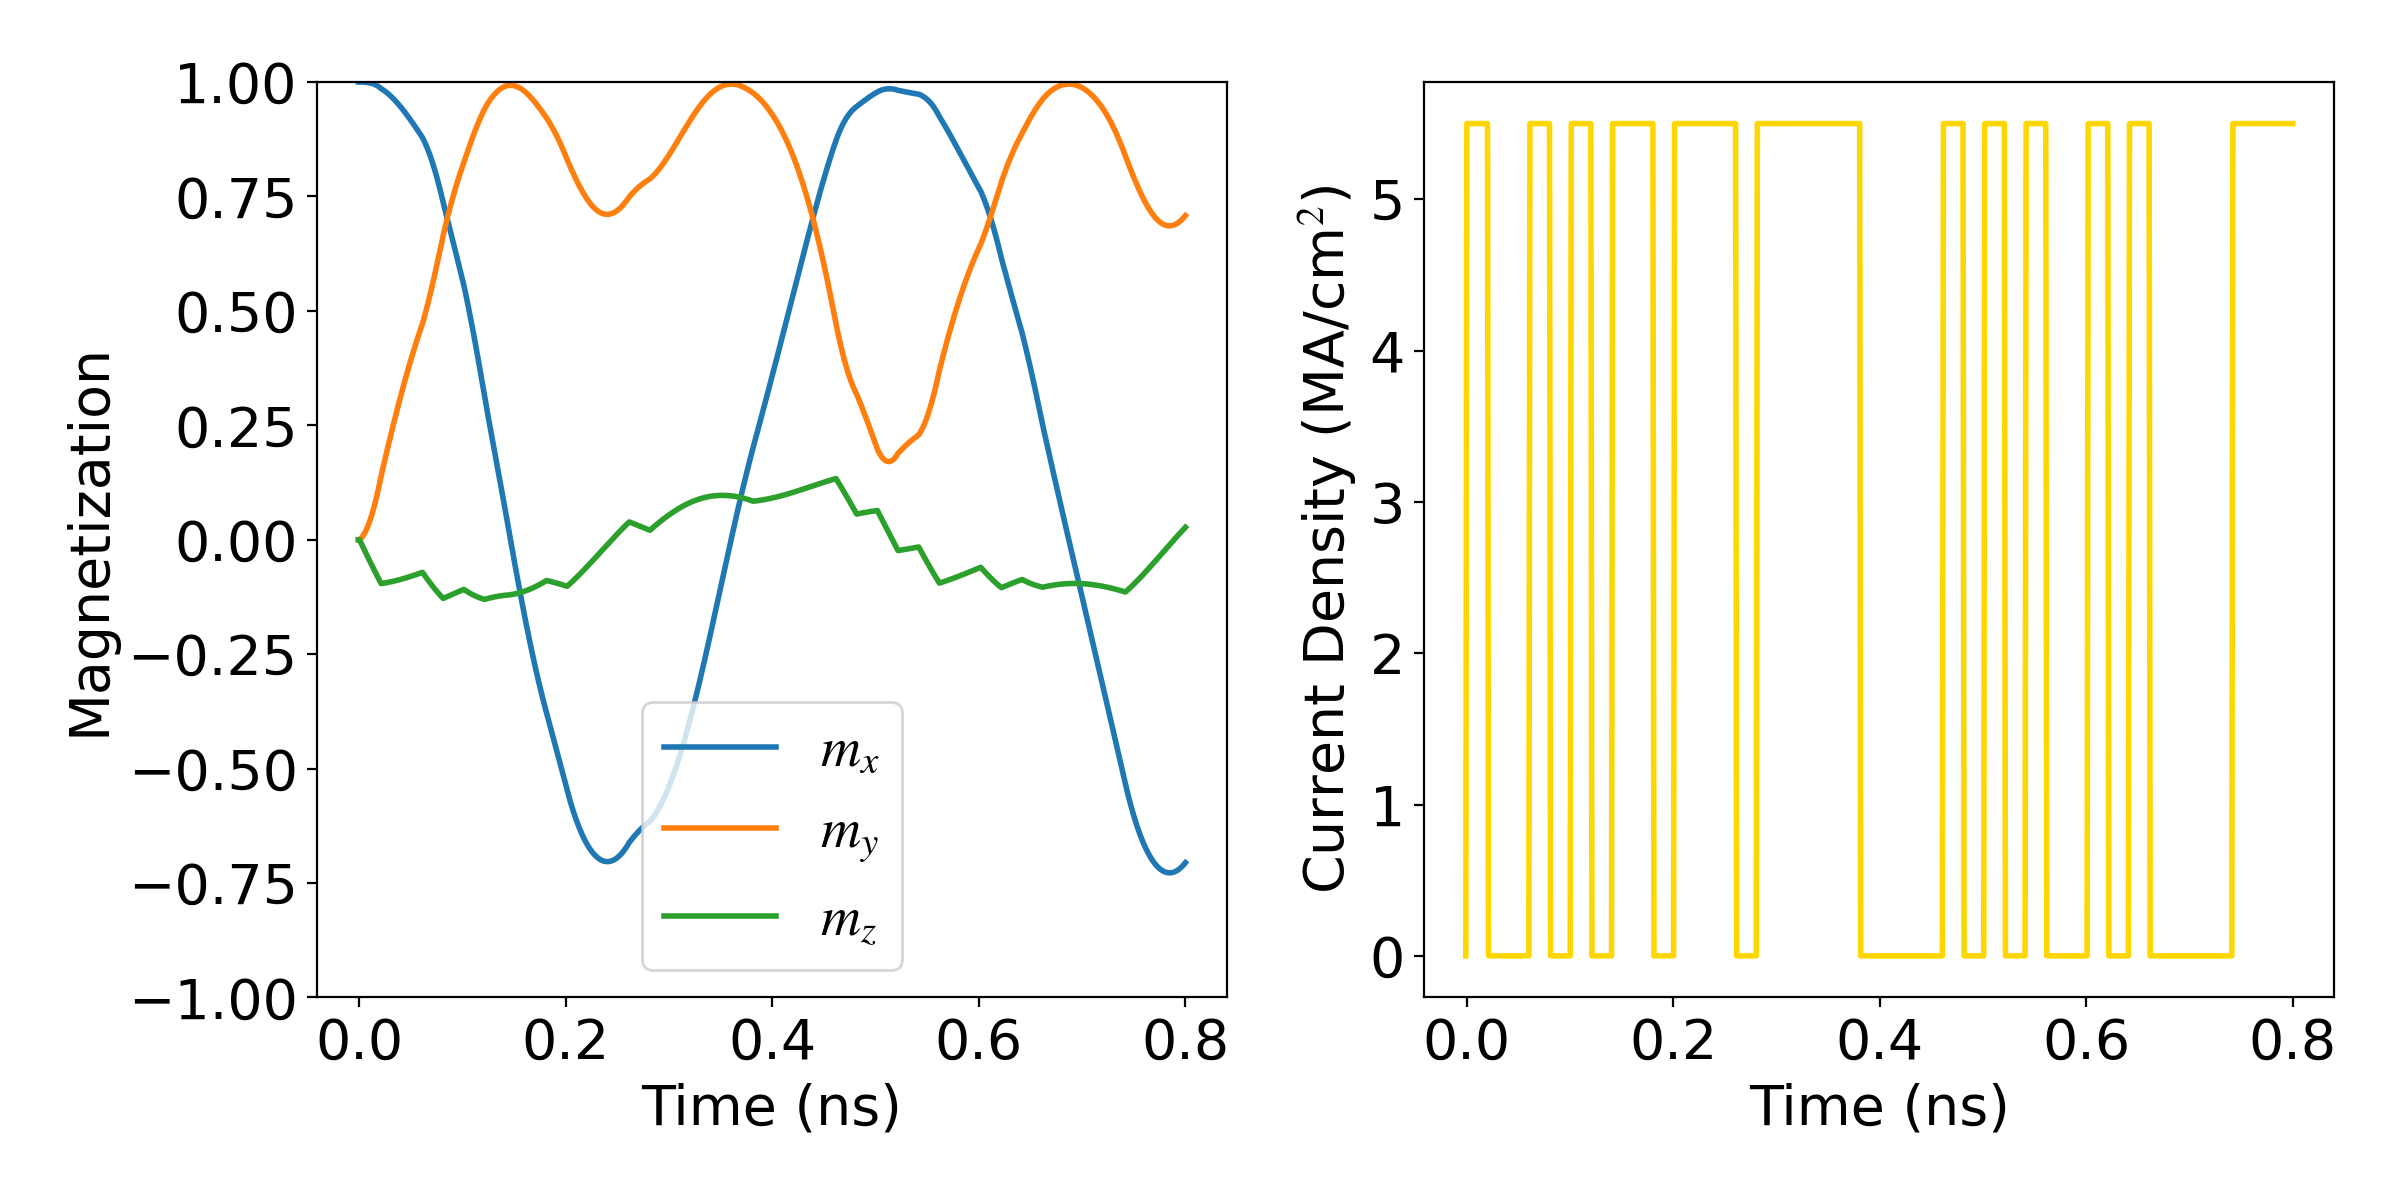 Magnetization
1.00
0.75
0.50
0.25
0.00
−0.25
−0.50
−0.75
−1.00
0.0 0.2 0.4 0.6 0.8
Time (ns)
m_x
m_y
m_z
Current Density (MA/cm²)
5
4
3
2
1
0
0.0 0.2 0.4 0.6 0.8
Time (ns)